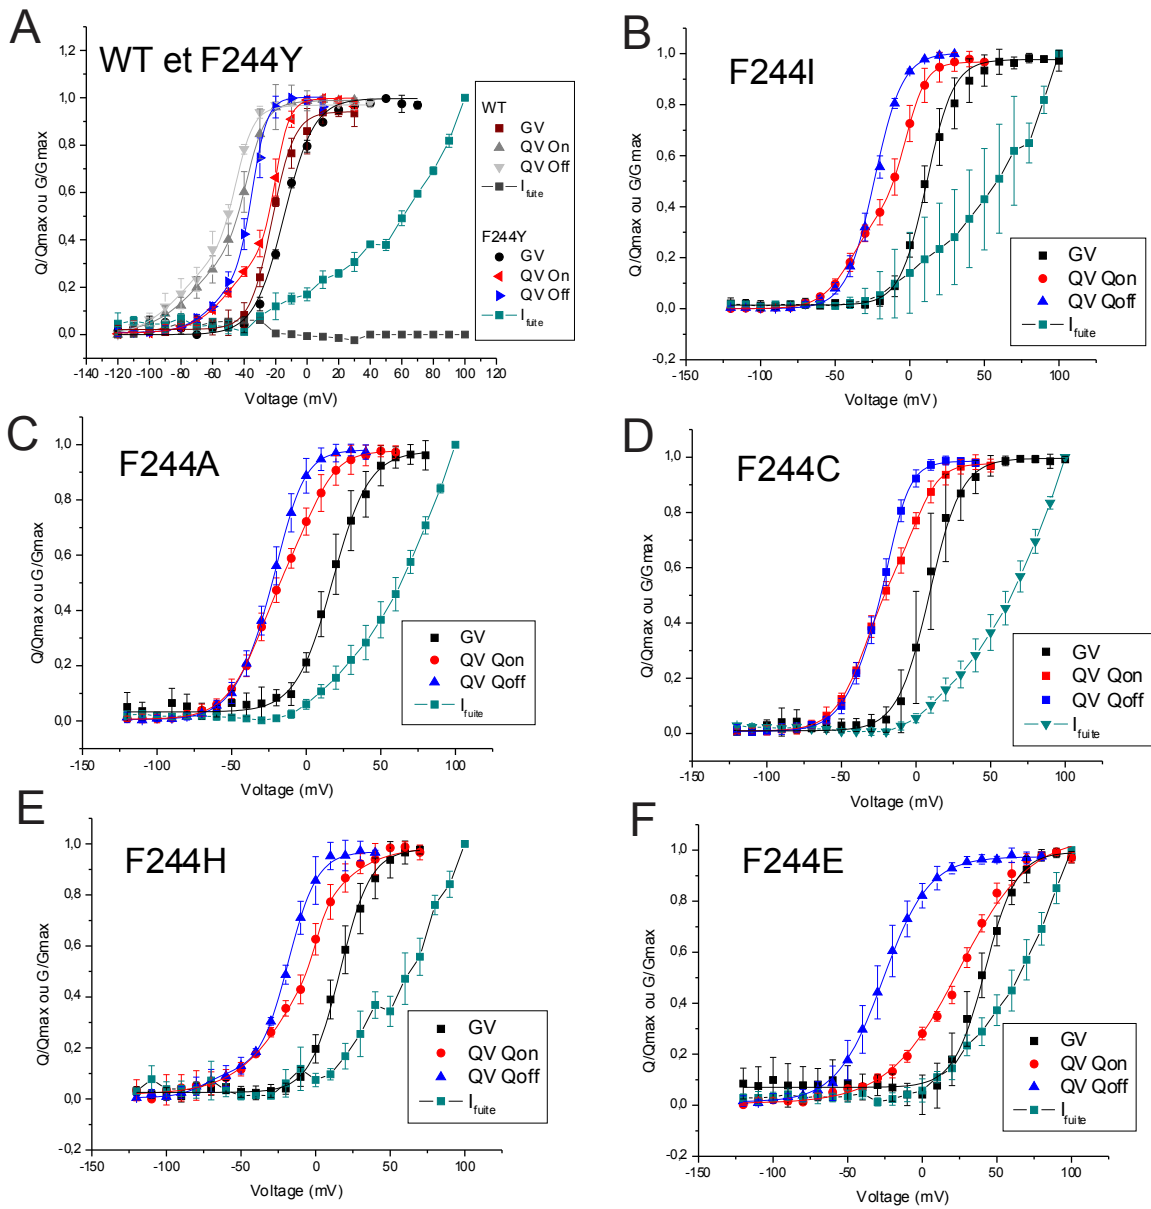 A
WT et F244Y
Q/Qmax ou G/Gmax
1,2
1,0
0,8
0,6
0,4
0,2
0,0
-140 -120 -100 -80 -60 -40 -20 0 20 40 60 80 100 120
Voltage (mV)
WT
GV
QV On
QV Off
I fuite
F244Y
GV
QV On
QV Off
I fuite
B
F244I
Q/Qmax ou G/Gmax
1,0
0,8
0,6
0,4
0,2
0,0
-0,2
-150 -100 -50 0 50 100
Voltage (mV)
GV
QV Qon
QV Qoff
I fuite
C
F244A
Q/Qmax ou G/Gmax
1,0
0,8
0,6
0,4
0,2
0,0
-150 -100 -50 0 50 100
Voltage (mV)
GV
QV Qon
QV Qoff
I fuite
D
F244C
Q/Qmax ou G/Gmax
1,0
0,8
0,6
0,4
0,2
0,0
-150 -100 -50 0 50 100
Voltage (mV)
GV
QV Qon
QV Qoff
I fuite
E
F244H
Q/Qmax ou G/Gmax
1,0
0,8
0,6
0,4
0,2
0,0
-0,2
-150 -100 -50 0 50 100
Voltage (mV)
GV
QV Qon
QV Qoff
I fuite
F
F244E
Q/Qmax ou G/Gmax
1,0
0,8
0,6
0,4
0,2
0,0
-0,2
-150 -100 -50 0 50 100
Voltage (mV)
GV
QV Qon
QV Qoff
I fuite